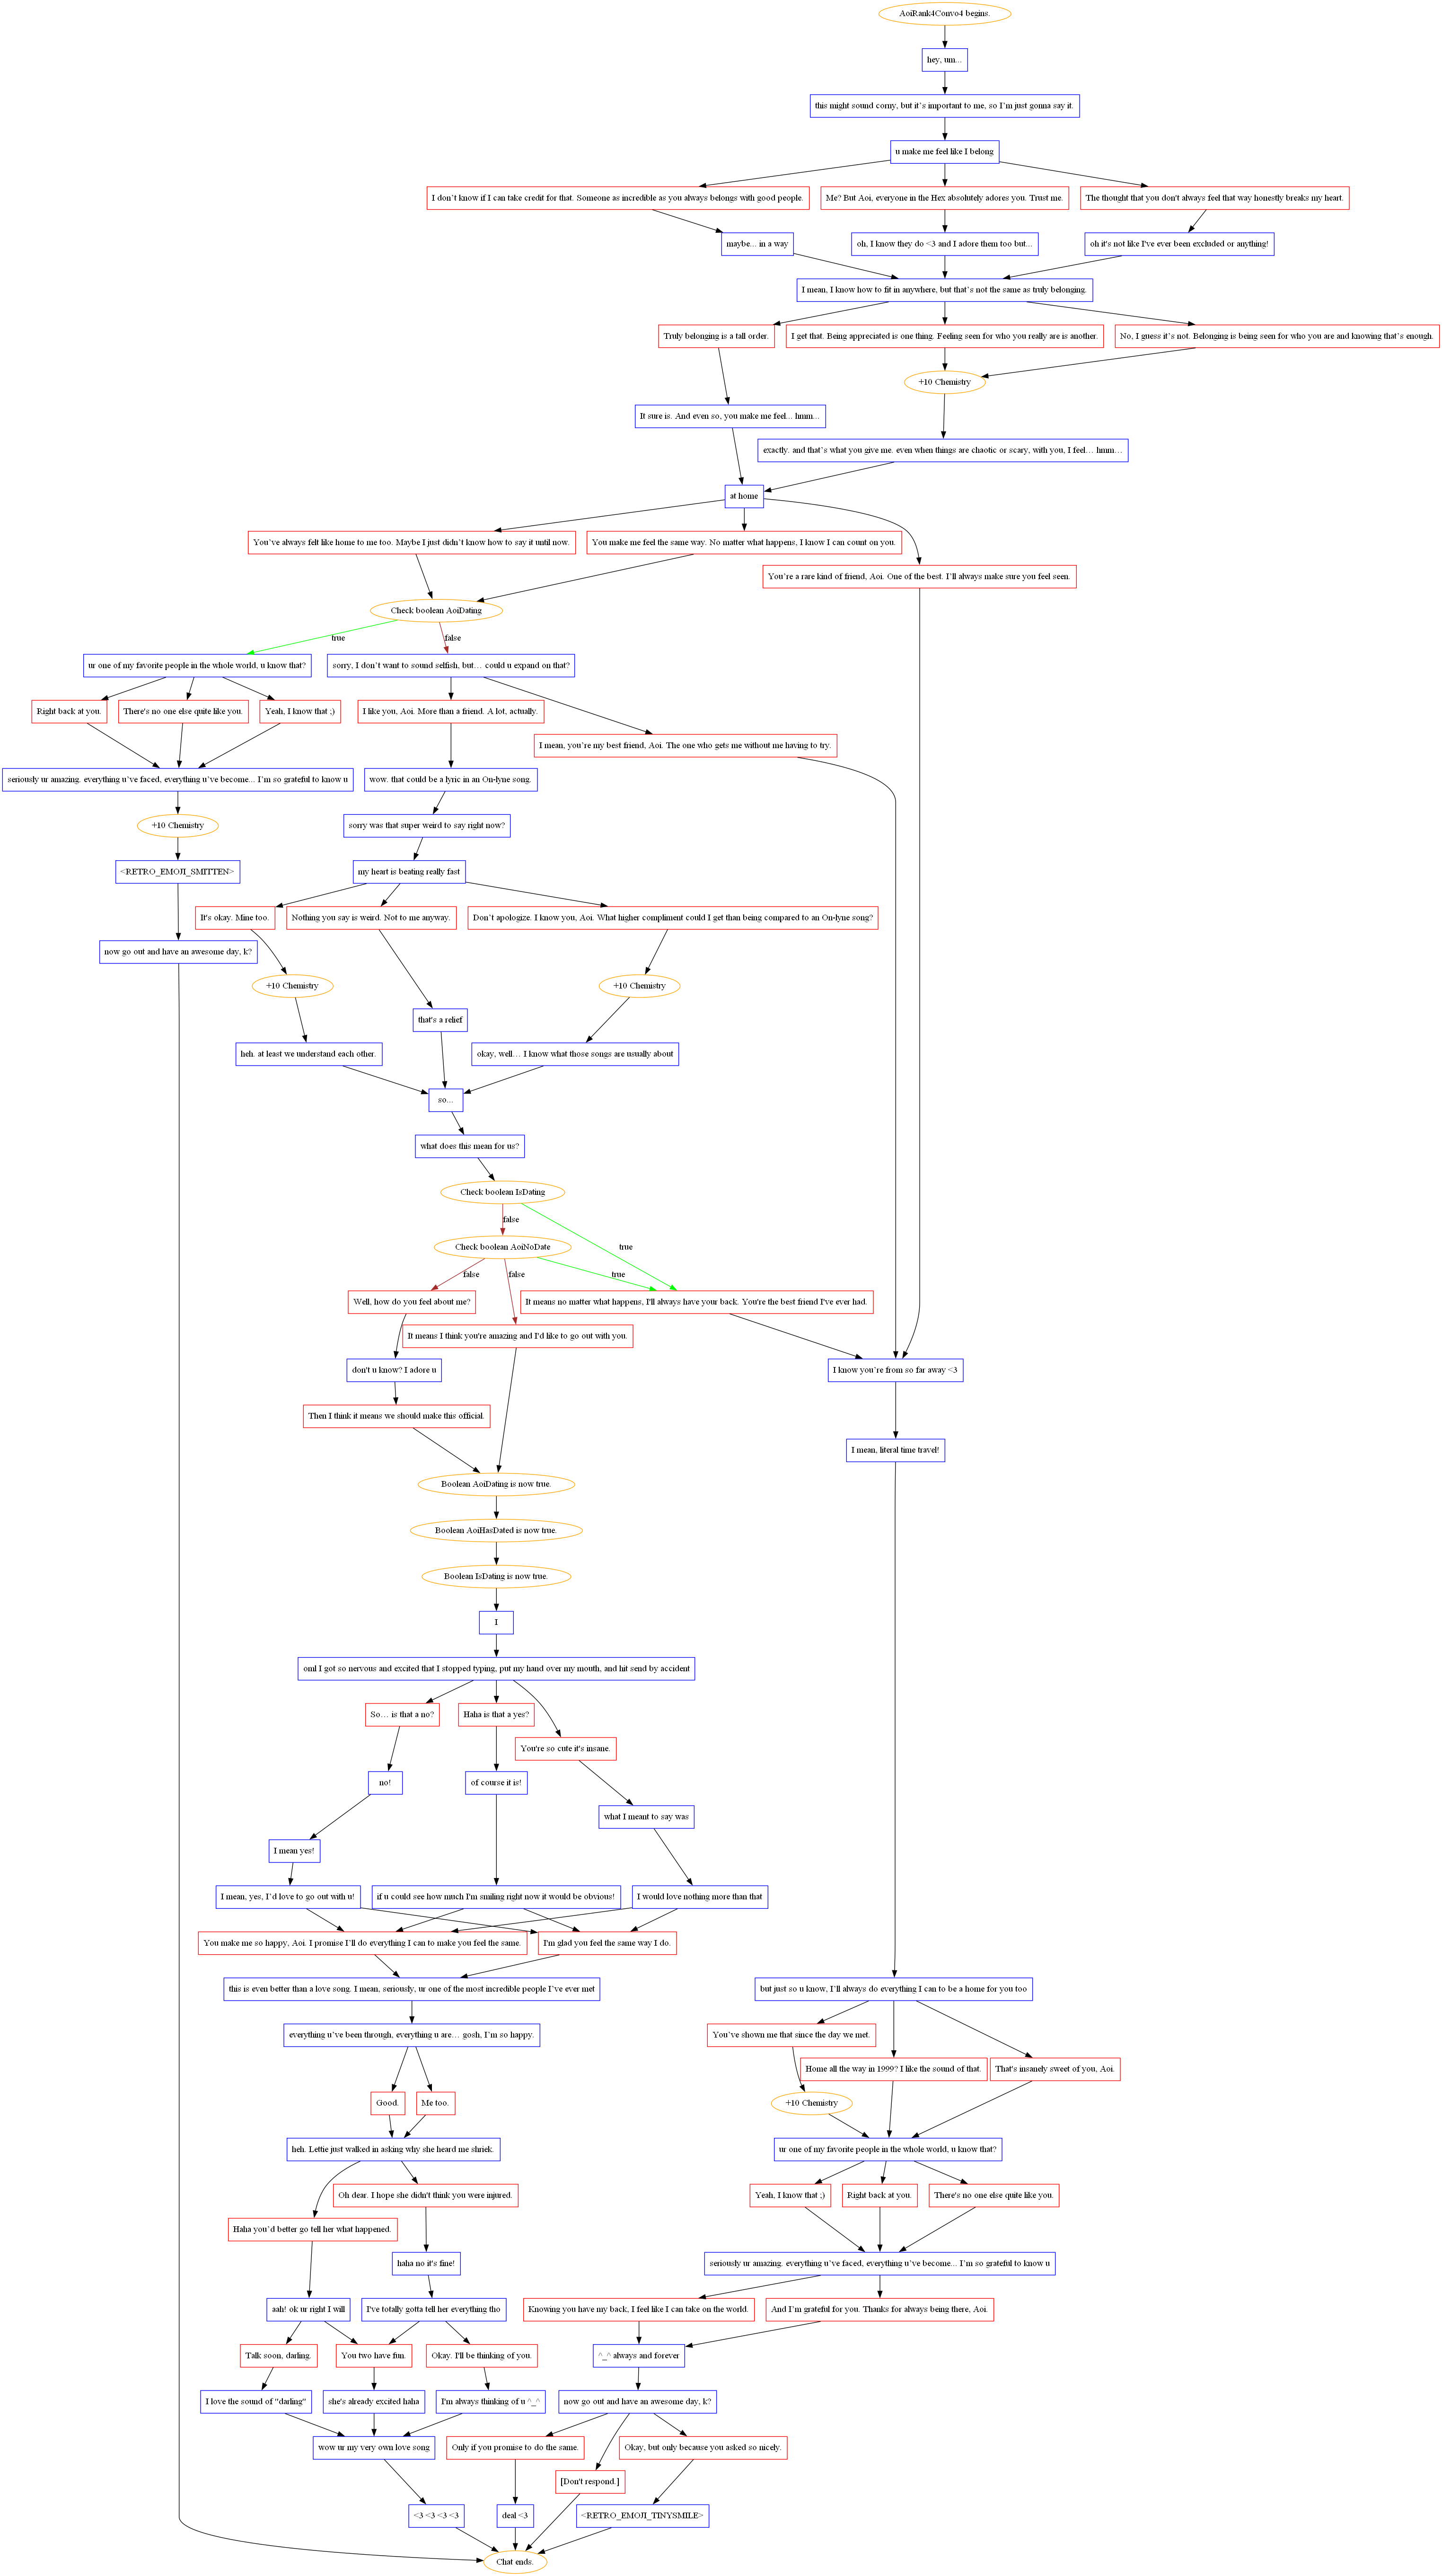 AoiRank4Convo4 begins.
hey, um...
this might sound corny, but it's important to me, so I'm just gonna say it.
u make me feel like I belong
I don't know if I can take credit for that. Someone as incredible as you always belongs with good people.
Me? But Aoi, everyone in the Hex absolutely adores you. Trust me.
The thought that you don't always feel that way honestly breaks my heart.
maybe... in a way
oh, I know they do <3 and I adore them too but...
oh it's not like I've ever been excluded or anything!
I mean, I know how to fit in anywhere, but that's not the same as truly belonging.
Truly belonging is a tall order.
I get that. Being appreciated is one thing. Feeling seen for who you really are is another.
No, I guess it's not. Belonging is being seen for who you are and knowing that's enough.
+10 Chemistry
It sure is. And even so, you make me feel... hmm...
exactly. and that's what you give me. even when things are chaotic or scary, with you, I feel… hmm…
at home
You've always felt like home to me too. Maybe I just didn't know how to say it until now.
You make me feel the same way. No matter what happens, I know I can count on you.
You're a rare kind of friend, Aoi. One of the best. I'll always make sure you feel seen.
Check boolean AoiDating
true
false
ur one of my favorite people in the whole world, u know that?
sorry, I don't want to sound selfish, but… could u expand on that?
Right back at you.
There's no one else quite like you.
Yeah, I know that ;)
I like you, Aoi. More than a friend. A lot, actually.
I mean, you're my best friend, Aoi. The one who gets me without me having to try.
seriously ur amazing. everything u've faced, everything u've become... I'm so grateful to know u
wow. that could be a lyric in an On-lyne song.
+10 Chemistry
sorry was that super weird to say right now?
<RETRO_EMOJI_SMITTEN>
my heart is beating really fast
It's okay. Mine too.
Nothing you say is weird. Not to me anyway.
Don't apologize. I know you, Aoi. What higher compliment could I get than being compared to an On-lyne song?
now go out and have an awesome day, k?
+10 Chemistry
+10 Chemistry
that's a relief
heh. at least we understand each other.
okay, well… I know what those songs are usually about
so...
what does this mean for us?
Check boolean IsDating
false
true
Check boolean AoiNoDate
false
false
true
Well, how do you feel about me?
It means no matter what happens, I'll always have your back. You're the best friend I've ever had.
It means I think you're amazing and I'd like to go out with you.
don't u know? I adore u
I know you're from so far away <3
Then I think it means we should make this official.
I mean, literal time travel!
Boolean AoiDating is now true.
Boolean AoiHasDated is now true.
Boolean IsDating is now true.
I
oml I got so nervous and excited that I stopped typing, put my hand over my mouth, and hit send by accident
So… is that a no?
Haha is that a yes?
You're so cute it's insane.
no!
of course it is!
what I meant to say was
I mean yes!
I mean, yes, I'd love to go out with u!
if u could see how much I'm smiling right now it would be obvious!
I would love nothing more than that
You make me so happy, Aoi. I promise I'll do everything I can to make you feel the same.
I'm glad you feel the same way I do.
this is even better than a love song. I mean, seriously, ur one of the most incredible people I've ever met
but just so u know, I'll always do everything I can to be a home for you too
everything u've been through, everything u are… gosh, I'm so happy.
You've shown me that since the day we met.
Home all the way in 1999? I like the sound of that.
That's insanely sweet of you, Aoi.
Good.
Me too.
+10 Chemistry
heh. Lettie just walked in asking why she heard me shriek.
ur one of my favorite people in the whole world, u know that?
Oh dear. I hope she didn't think you were injured.
Yeah, I know that ;)
Right back at you.
There's no one else quite like you.
Haha you'd better go tell her what happened.
haha no it's fine!
seriously ur amazing. everything u've faced, everything u've become... I'm so grateful to know u
aah! ok ur right I will
I've totally gotta tell her everything tho
Knowing you have my back, I feel like I can take on the world.
And I'm grateful for you. Thanks for always being there, Aoi.
Talk soon, darling.
You two have fun.
Okay. I'll be thinking of you.
^_^ always and forever
I love the sound of "darling"
she's already excited haha
I'm always thinking of u ^_^
now go out and have an awesome day, k?
wow ur my very own love song
Only if you promise to do the same.
Okay, but only because you asked so nicely.
[Don't respond.]
<3 <3 <3 <3
deal <3
<RETRO_EMOJI_TINYSMILE>
Chat ends.